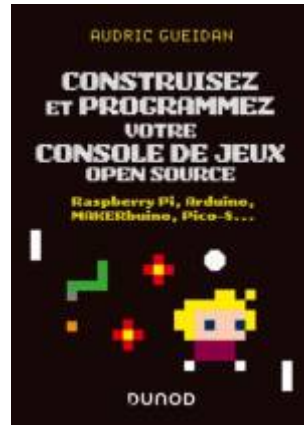 AUDRIC GUEIDAN
CONSTRUISEZ
ET PROGRAMMEZ
VOTRE
CONSOLE DE JEUX
OPEN SOURCE
Raspberry Pi, Arduino,
MAKERbuino, Pico-8...
DUNOD